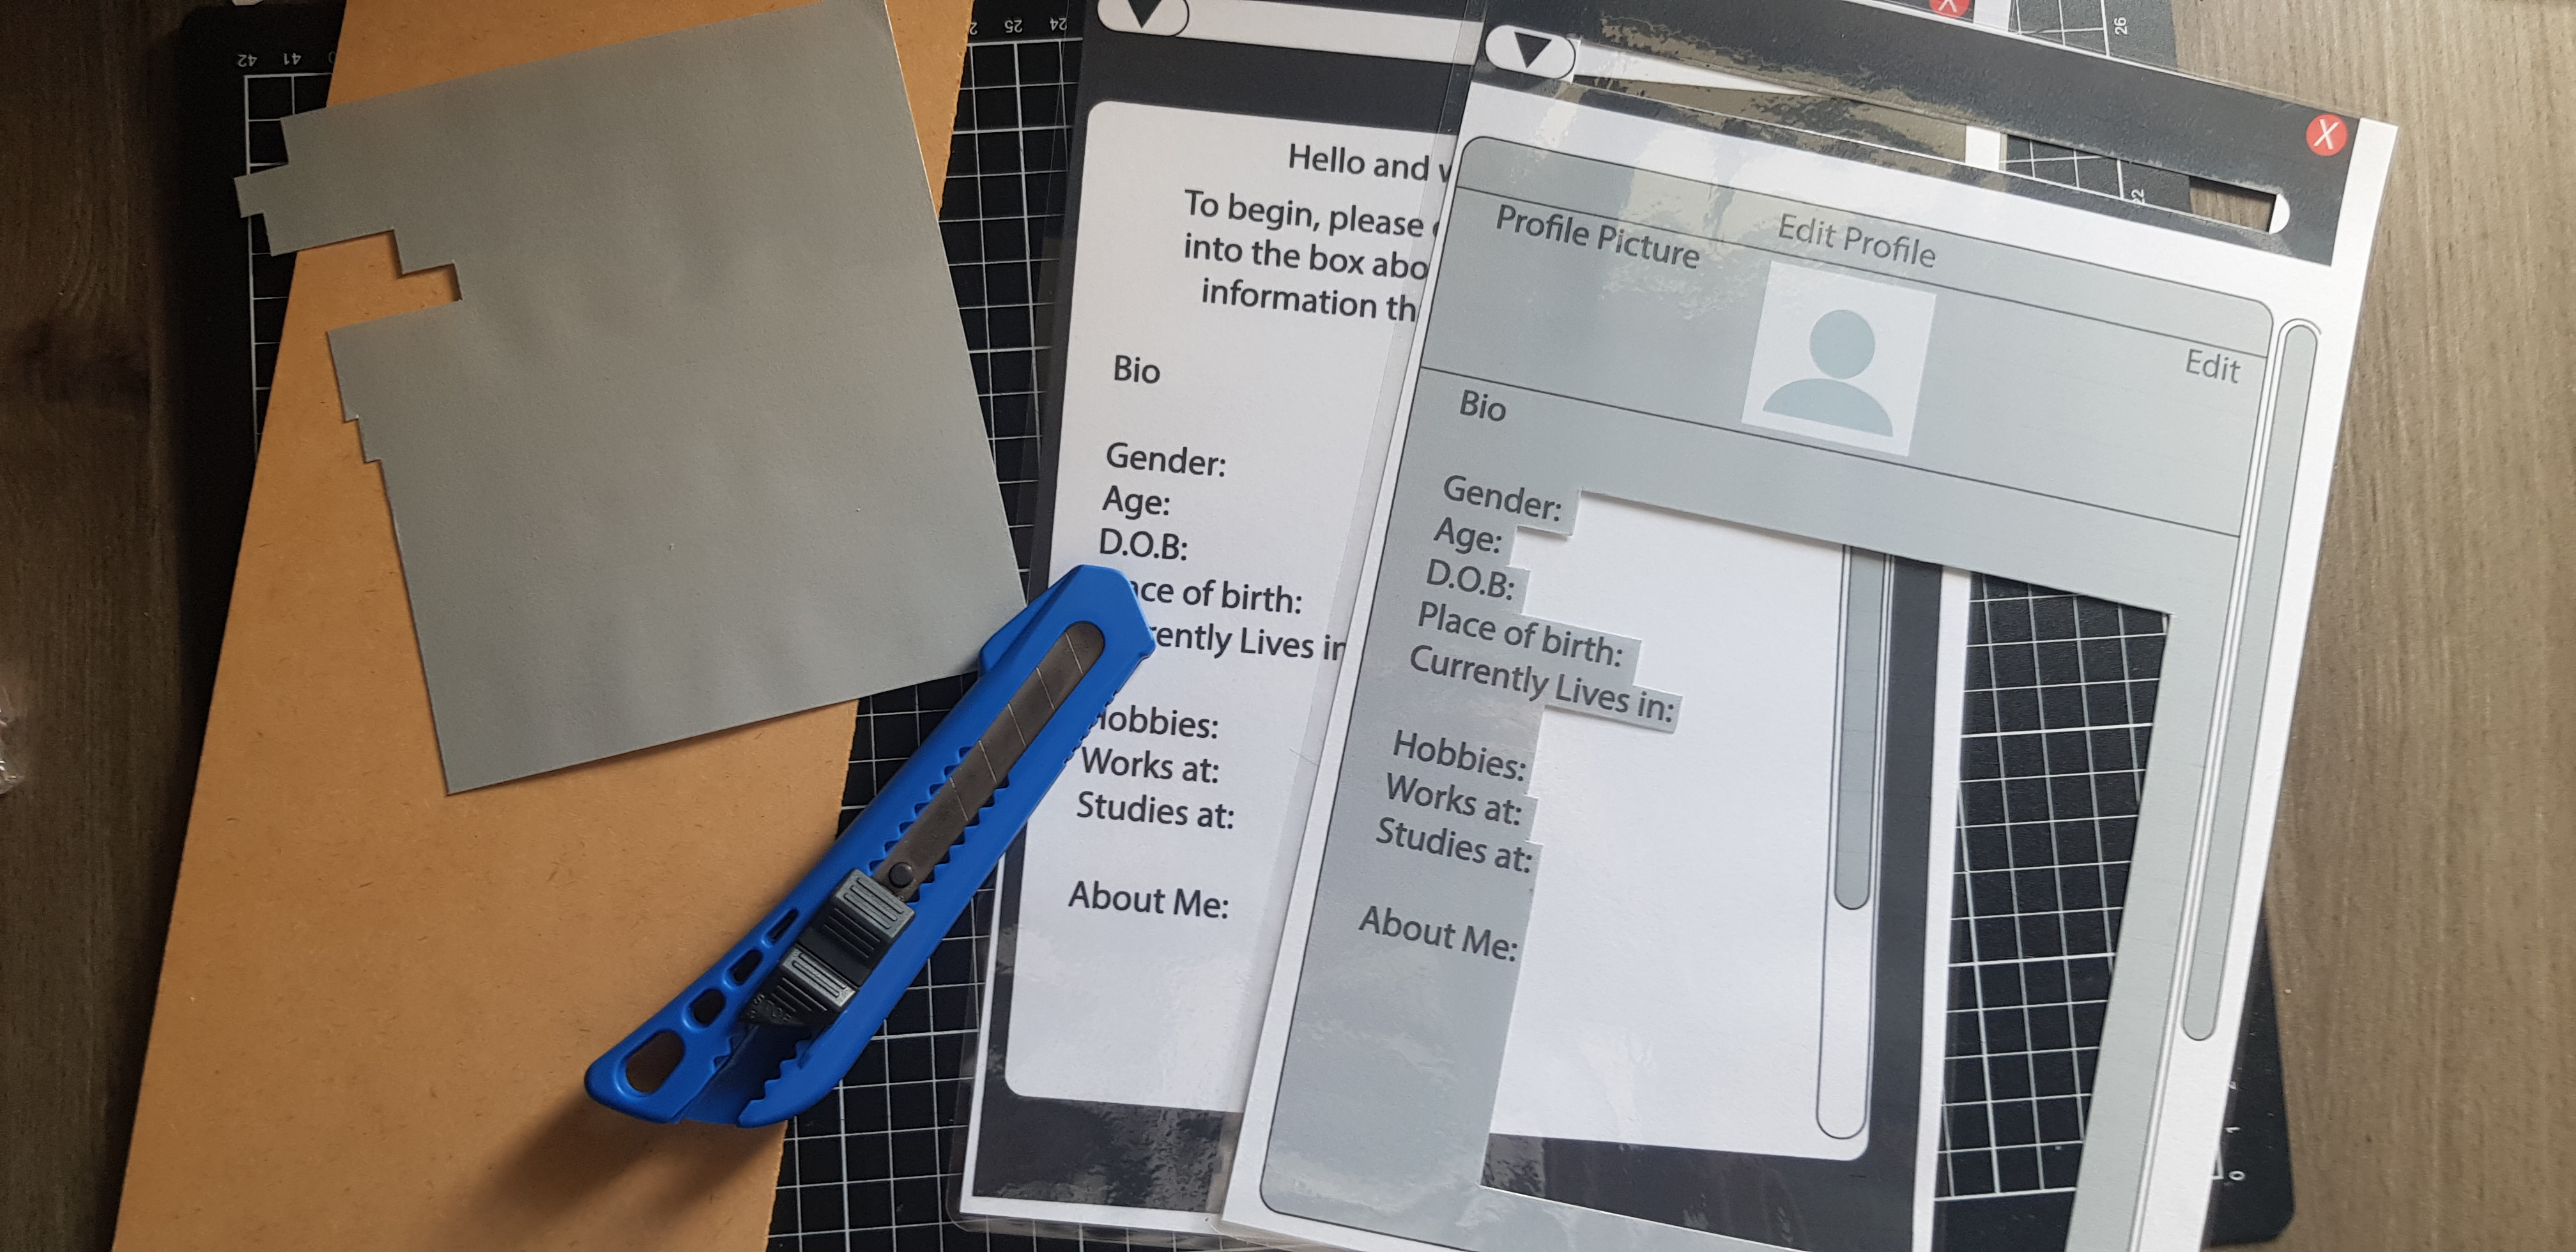 Hello and
To begin, please
into the box abo
information th
Bio
Gender:
Age:
D.O.B:
ace of birth:
ently Lives in
obbies:
Works at:
Studies at:
About Me:
Profile Picture
Edit Profile
Edit
Bio
Gender:
Age:
D.O.B:
Place of birth:
Currently Lives in:
Hobbies:
Works at:
Studies at:
About Me:
X
42
41
25
24
26
22
0
1